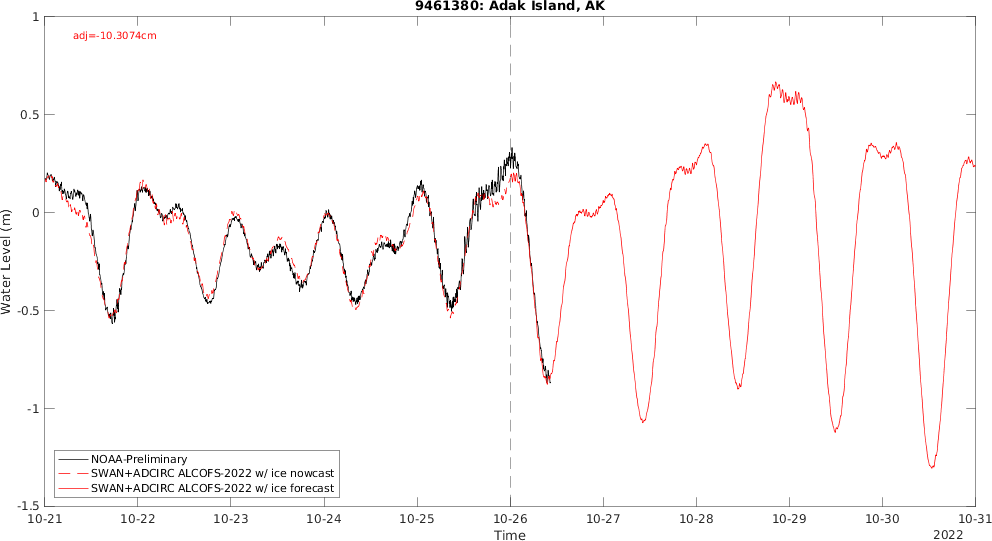 9461380: Adak Island, AK
adj=-10.3074cm
1
0.5
0
-0.5
-1
-1.5
Water Level (m)
NOAA-Preliminary
SWAN+ADCIRC ALCOFS-2022 w/ ice nowcast
SWAN+ADCIRC ALCOFS-2022 w/ ice forecast
10-21 10-22 10-23 10-24 10-25 10-26 10-27 10-28 10-29 10-30 10-31
Time
2022